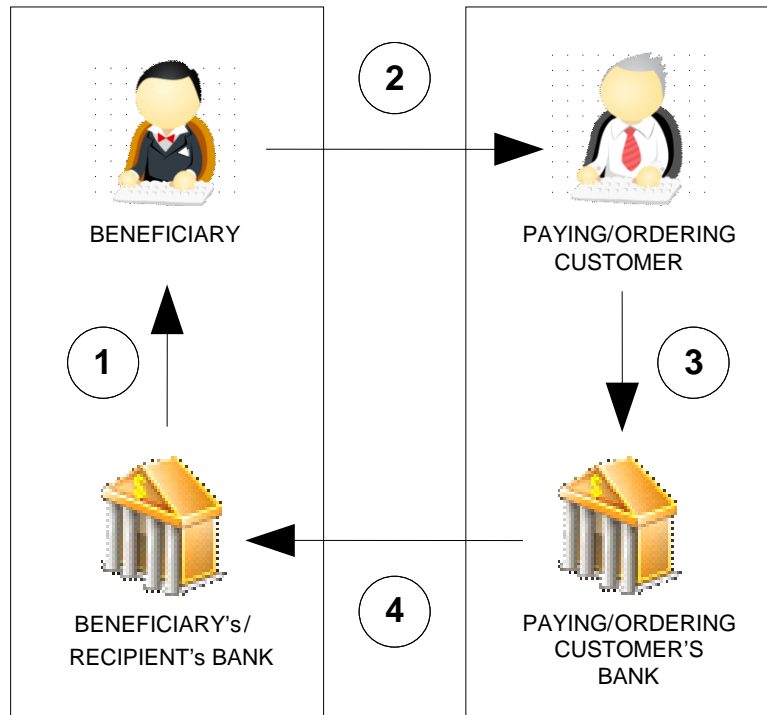 2
BENEFICIARY
PAYING/ORDERING
CUSTOMER
1
3
$
$
4
BENEFICIARY's/
RECIPIENT's BANK
PAYING/ORDERING
CUSTOMER'S
BANK